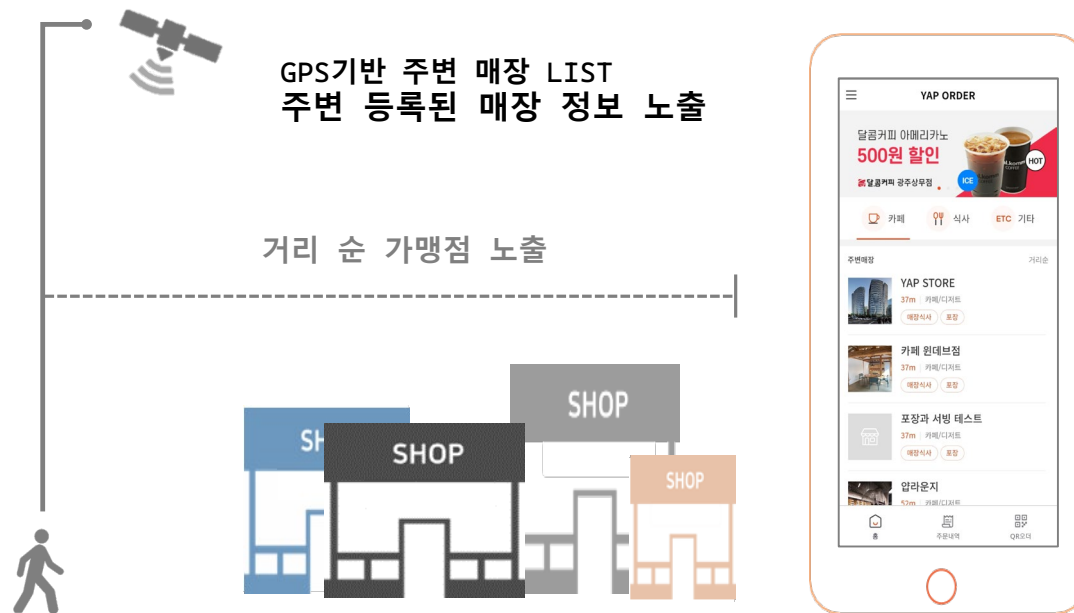 GPS기반 주변 매장 LIST
주변 등록된 매장 정보 노출
거리 순 가맹점 노출
SHOP
SH
SHOP
SHOP
YAP ORDER
달콤커피 아메리카노
500원 할인
달콤커피 광주상무점
ICE
HOT
카페
식사
ETC 기타
주변매장
거리순
YAP STORE
37m 카페/디저트
매장식사 포장
카페 윈데브점
37m 카페/디저트
매장식사 포장
포장과 서빙 테스트
37m 카페/디저트
매장식사 포장
얍라운지
52m 카페/디저트
홈
주문내역
QR오더